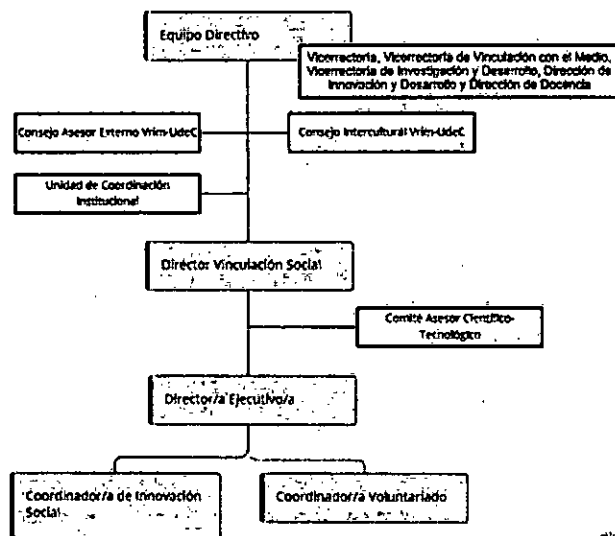 Equipo Directivo
Vicerrectoría, Vicerrectoría de Vinculación con el Medio,
Vicerrectoría de Investigación y Desarrollo, Dirección de
Innovación y Desarrollo y Dirección de Docencia
Consejo Asesor Externo Vrim-UdeC
Consejo Intercultural Vrim-UdeC
Unidad de Coordinación
Institucional
Director Vinculación Social
Comité Asesor Científico-
Tecnológico
Director/a Ejecutivo/a
Coordinador/a de Innovación
Social
Coordinador/a Voluntariado